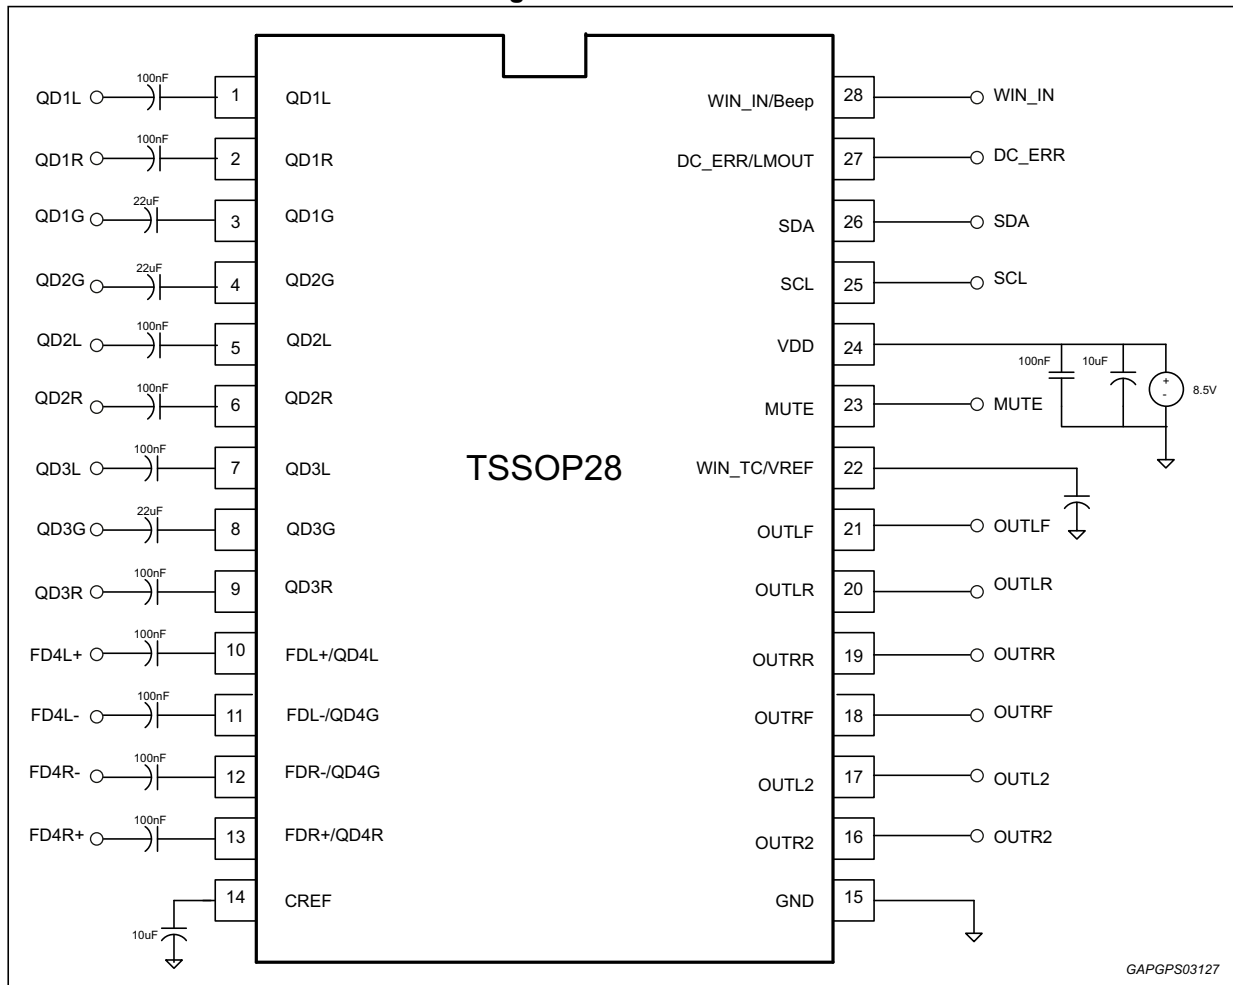 100nF
QD1L 1 QD1L WIN_IN/Beep 28 WIN_IN
100nF
QD1R 2 QD1R DC_ERR/LMOUT 27 DC_ERR
22uF
QD1G 3 QD1G SDA 26 SDA
22uF
QD2G 4 QD2G SCL 25 SCL
100nF
QD2L 5 QD2L VDD 24
100nF 10uF + - 8.5V
100nF
QD2R 6 QD2R MUTE 23 MUTE
100nF
QD3L 7 QD3L TSSOP28 WIN_TC/VREF 22
22uF
QD3G 8 QD3G OUTLF 21 OUTLF
100nF
QD3R 9 QD3R OUTLR 20 OUTLR
100nF
FD4L+ 10 FDL+/QD4L OUTRR 19 OUTRR
100nF
FD4L- 11 FDL-/QD4G OUTRF 18 OUTRF
100nF
FD4R- 12 FDR-/QD4G OUTL2 17 OUTL2
100nF
FD4R+ 13 FDR+/QD4R OUTR2 16 OUTR2
14 CREF GND 15
10uF
GAPGPS03127